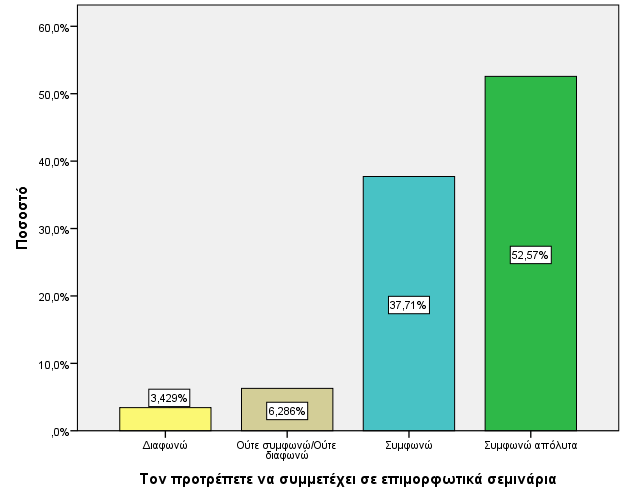 60,0%
50,0%
40,0%
30,0%
20,0%
10,0%
,0%
Ποσοστό
3,429%
6,286%
37,71%
52,57%
Διαφωνώ
Ούτε συμφωνώ/Ούτε
διαφωνώ
Συμφωνώ
Συμφωνώ απόλυτα
Τον προτρέπετε να συμμετέχει σε επιμορφωτικά σεμινάρια